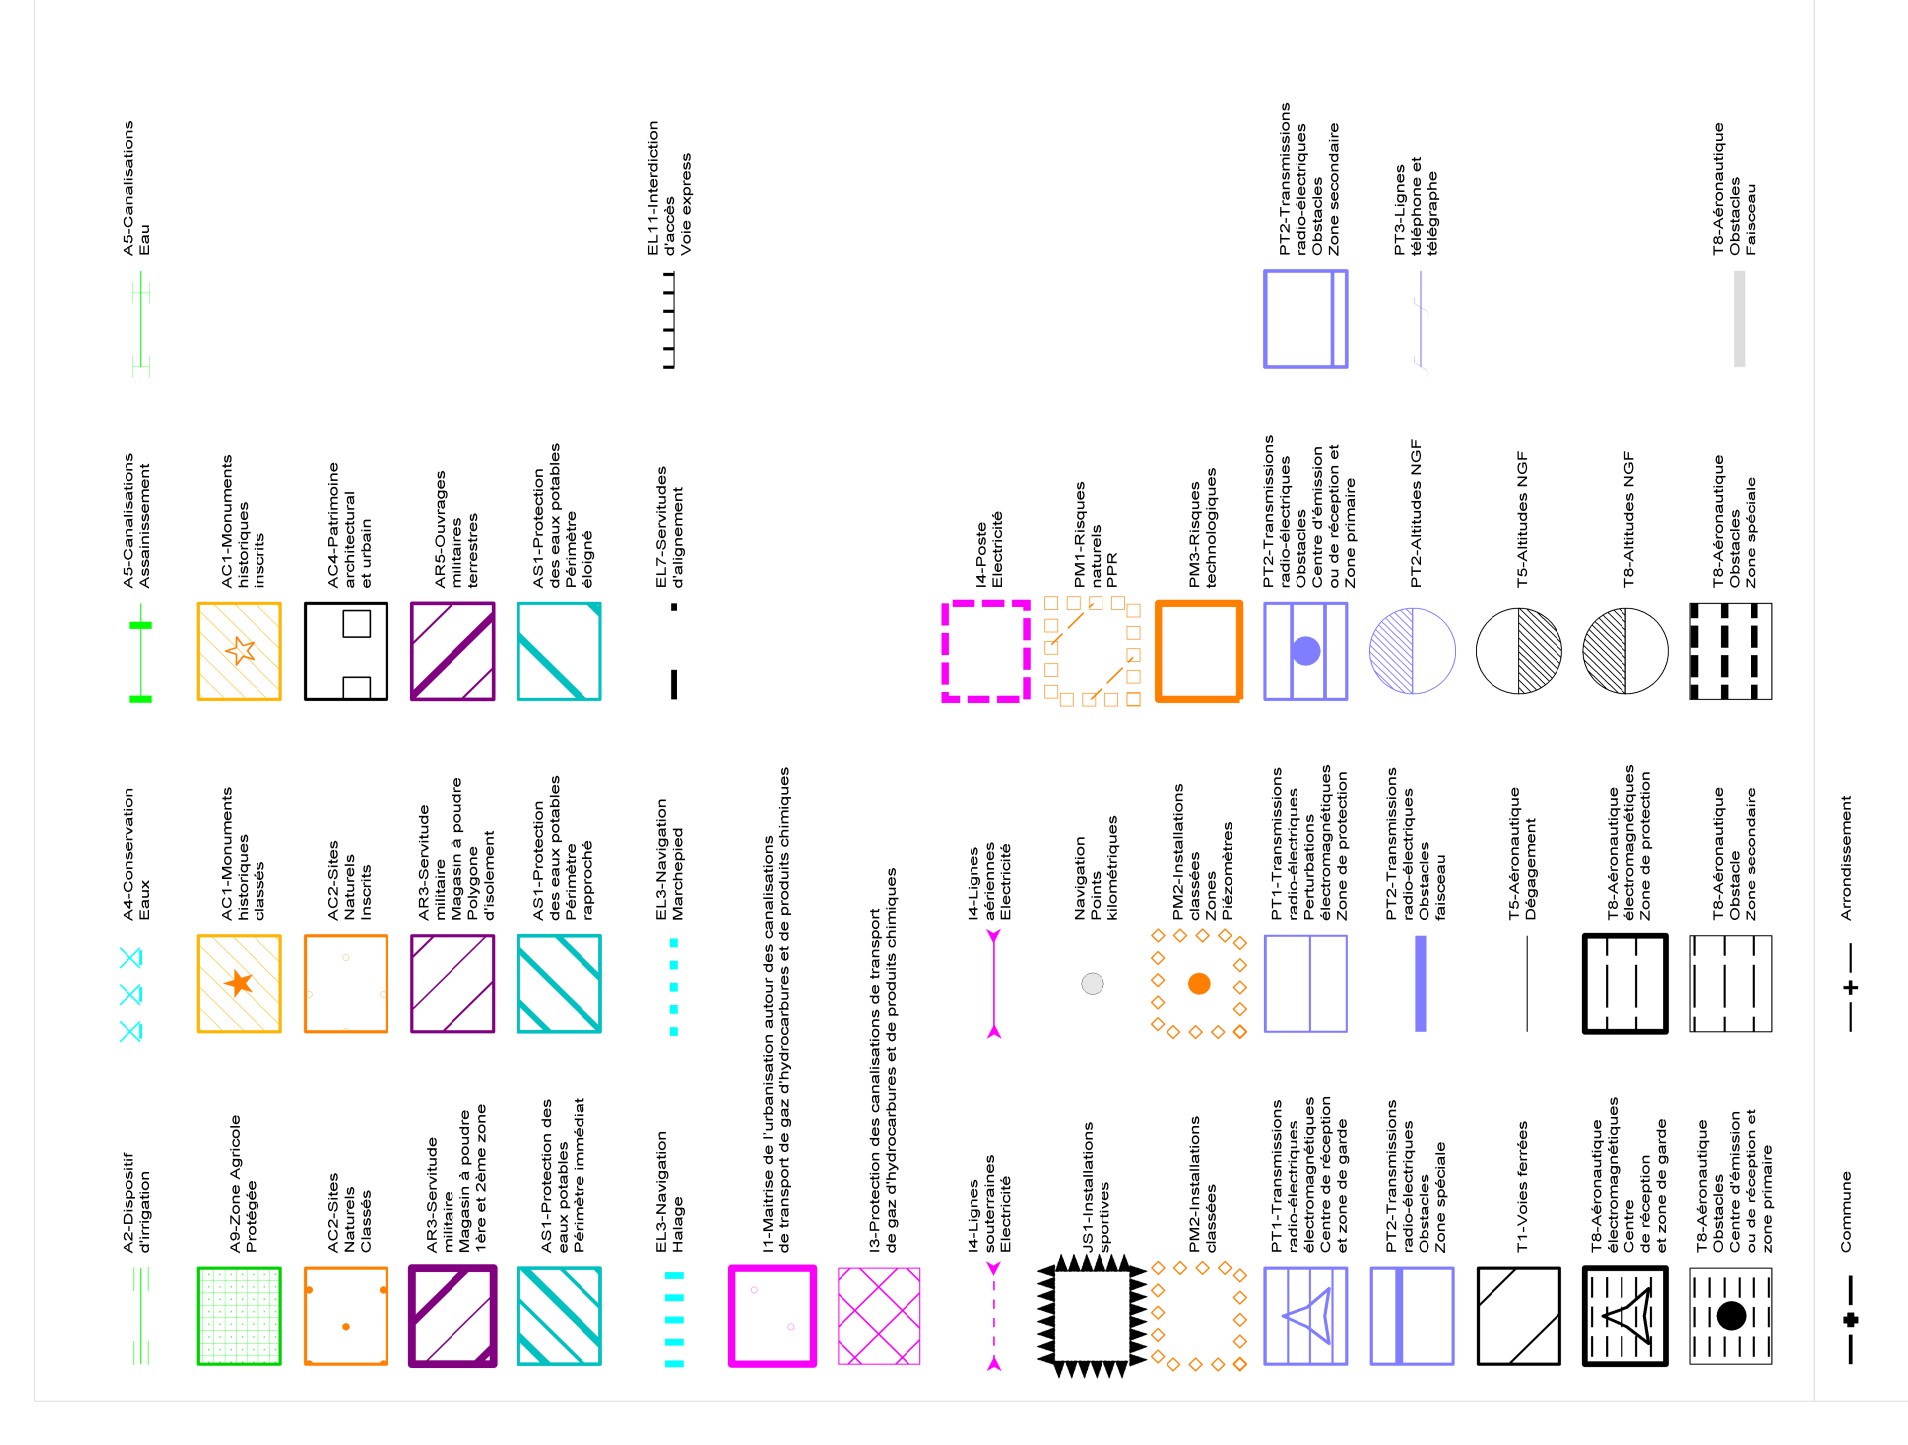 A2-Dispositif
d'irrigation
A4-Conservation
Eaux
A5-Canalisations
Assainissement
A5-Canalisations
Eau
A9-Zone Agricole
Protégée
AC1-Monuments
historiques
classés
AC1-Monuments
historiques
inscrits
AC2-Sites
Naturels
Classés
AC2-Sites
Naturels
Inscrits
AC4-Patrimoine
architectural
et urbain
AR3-Servitude
militaire
Magasin à poudre
1ère et 2ème zone
AR3-Servitude
militaire
Magasin à poudre
Polygone
d'isolement
AR5-Ouvrages
militaires
terrestres
AS1-Protection des
eaux potables
Périmètre immédiat
AS1-Protection
des eaux potables
Périmètre
rapproché
AS1-Protection
des eaux potables
Périmètre
éloigné
EL3-Navigation
Halage
EL3-Navigation
Marchepied
EL7-Servitudes
d'alignement
EL11-Interdiction
d'accès
Voie express
I1-Maitrise de l'urbanisation autour des canalisations
de transport de gaz d'hydrocarbures et de produits chimiques
I3-Protection des canalisations de transport
de gaz d'hydrocarbures et de produits chimiques
I4-Lignes
souterraines
Electricité
I4-Lignes
aériennes
Electricité
I4-Poste
Electricité
JS1-Installations
sportives
Navigation
Points
kilométriques
PM1-Risques
naturels
PPR
PM2-Installations
classées
PM2-Installations
classées
Zones
Piézomètres
PM3-Risques
technologiques
PT1-Transmissions
radio-électriques
électromagnétiques
Centre de réception
et zone de garde
PT1-Transmissions
radio-électriques
Perturbations
électromagnétiques
Zone de protection
PT2-Transmissions
radio-électriques
Obstacles
Centre d'émission
ou de réception et
Zone primaire
PT2-Transmissions
radio-électriques
Obstacles
Zone secondaire
PT2-Transmissions
radio-électriques
Obstacles
Zone spéciale
PT2-Transmissions
radio-électriques
Obstacles
faisceau
PT2-Altitudes NGF
PT3-Lignes
téléphone et
télégraphe
T1-Voies ferrées
T5-Aéronautique
Dégagement
T5-Altitudes NGF
T8-Aéronautique
électromagnétiques
Centre
de réception
et zone de garde
T8-Aéronautique
électromagnétiques
Zone de protection
T8-Altitudes NGF
T8-Aéronautique
Obstacles
Centre d'émission
ou de réception et
zone primaire
T8-Aéronautique
Obstacle
Zone secondaire
T8-Aéronautique
Obstacles
Zone spéciale
T8-Aéronautique
Obstacles
Faisceau
Commune
Arrondissement